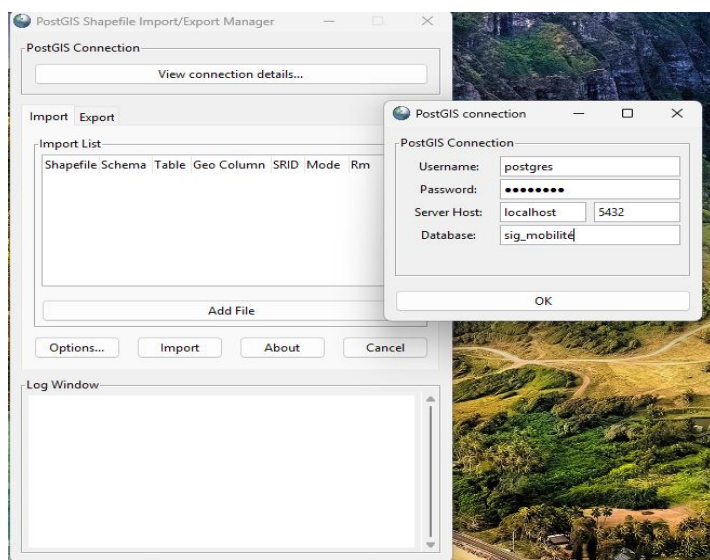 PostGIS Shapefile Import/Export Manager
PostGIS Connection
View connection details...
Import Export
Import List
Shapefile Schema Table Geo Column SRID Mode Rm
Add File
Options... Import About Cancel
Log Window
PostGIS connection
PostGIS Connection
Username: postgres
Password: ••••••••
Server Host: localhost 5432
Database: sig_mobilité
OK